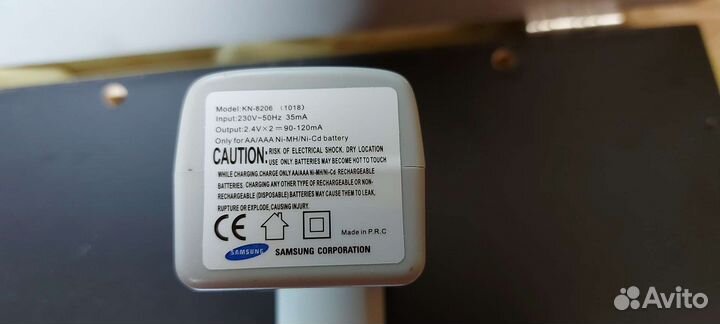 Model: KN-8206 (1018)
Input:230V~50Hz 35mA
Output:2.4V×2⎓90-120mA
Only for AA/AAA Ni-MH/Ni-Cd battery
CAUTION: •RISK OF ELECTRICAL SHOCK. DRY LOCATION
•USE ONLY. BATTERIES MAY BECOME HOT TO TOUCH
WHILE CHARGING.CHARGE ONLY AA/AAA Ni-MH/Ni-Cd RECHARGEABLE
BATTERIES. CHARGING ANY OTHER TYPE OF RECHARGEABLE OR NON-
RECHARGEABLE (DISPOSABLE) BATTERIES MAY CAUSE THEM TO LEAK,
RUPTURE OR EXPLODE, CAUSING INJURY.
CE
Made in P.R.C
SAMSUNG SAMSUNG CORPORATION
Avito